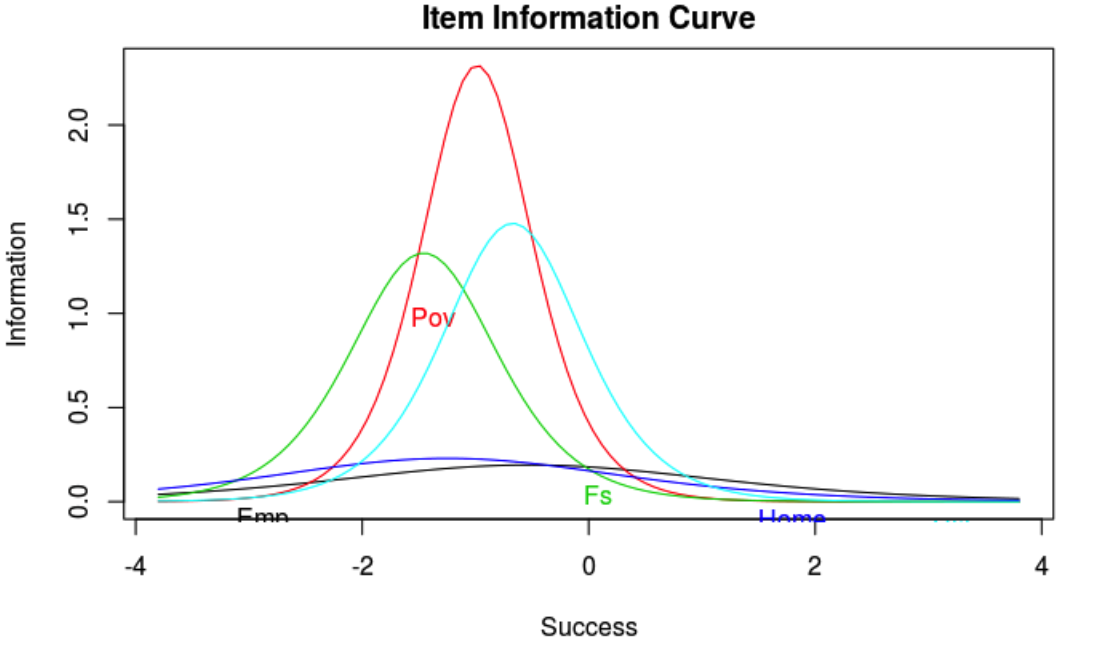 Item Information Curve
Information
2.0
1.5
1.0
0.5
0.0
Pov
Fs
Emp
Home
-4 -2 0 2 4
Success